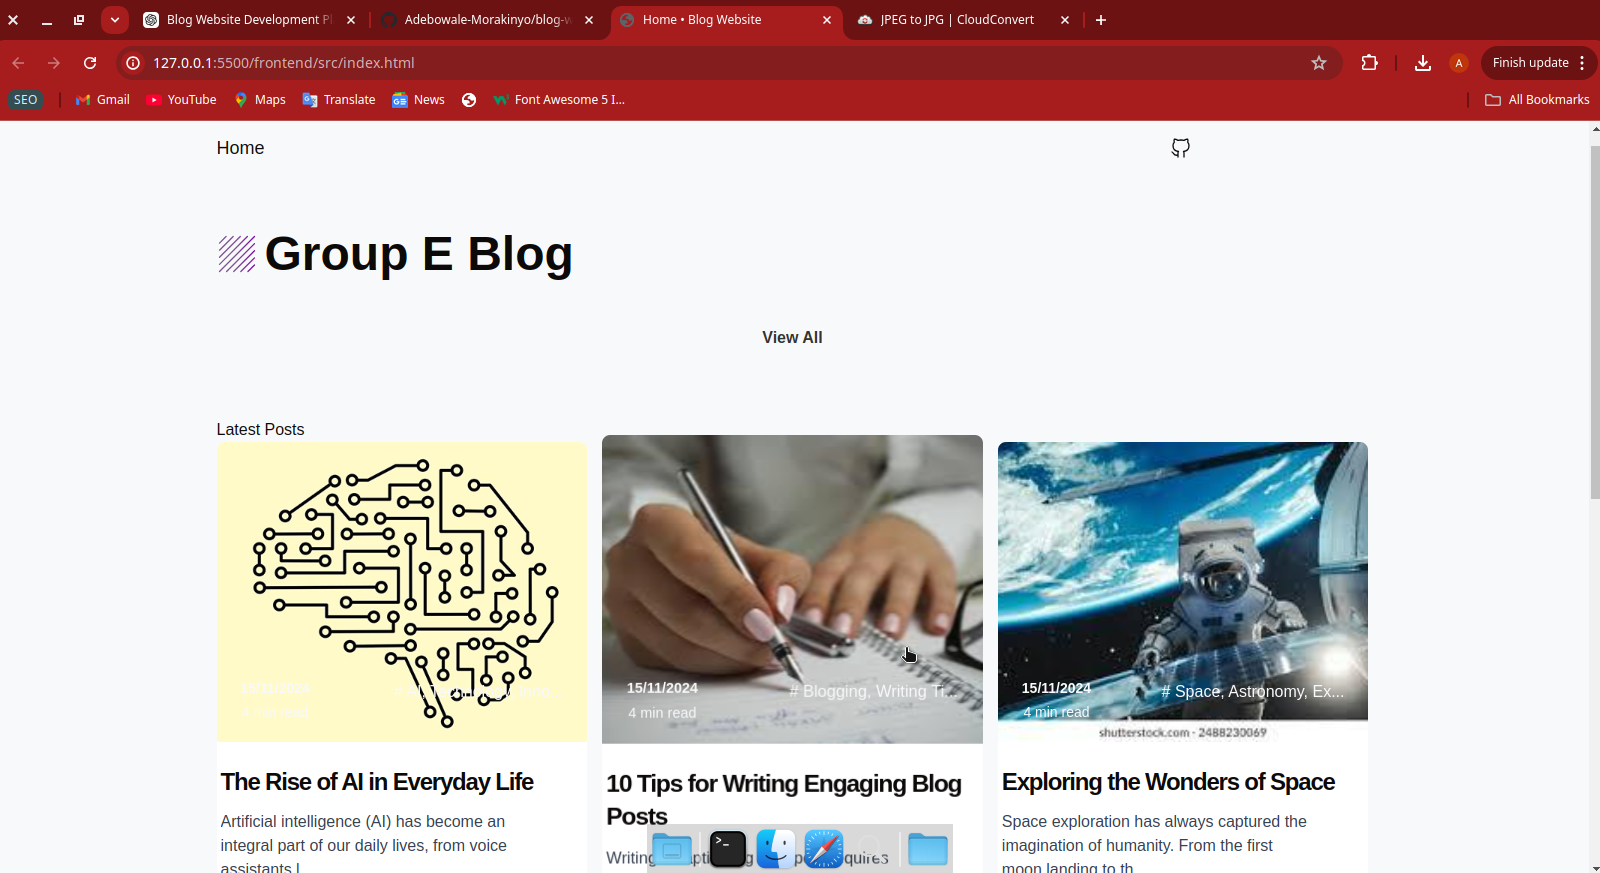 Blog Website Development Pl
Adebowale-Morakinyo/blog-w
Home • Blog Website
JPEG to JPG | CloudConvert
127.0.0.1:5500/frontend/src/index.html
A
Finish update
SEO
Gmail
YouTube
Maps
Translate
News
Font Awesome 5 I...
All Bookmarks
Home
Group E Blog
View All
Latest Posts
15/11/2024
4 min read
15/11/2024
# Blogging, Writing Ti...
4 min read
15/11/2024
# Space, Astronomy, Ex...
4 min read
shutterstock.com · 2488230069
The Rise of AI in Everyday Life
Artificial intelligence (AI) has become an
integral part of our daily lives, from voice
assistants l
10 Tips for Writing Engaging Blog
Posts
Writing
Exploring the Wonders of Space
Space exploration has always captured the
imagination of humanity. From the first
moon landing to th